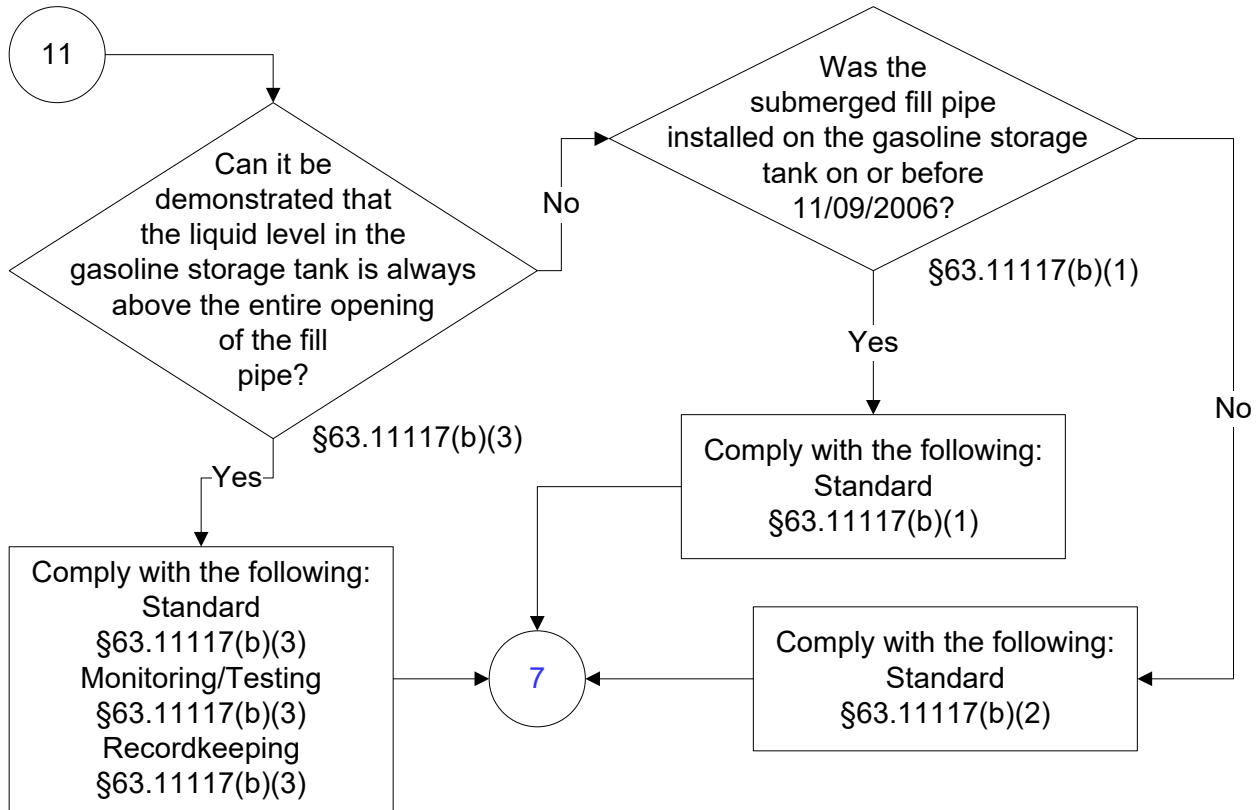 11
Can it be
demonstrated that
the liquid level in the
gasoline storage tank is always
above the entire opening
of the fill
pipe?
§63.11117(b)(3)
No
Yes
Was the
submerged fill pipe
installed on the gasoline storage
tank on or before
11/09/2006?
§63.11117(b)(1)
Yes
No
Comply with the following:
Standard
§63.11117(b)(1)
Comply with the following:
Standard
§63.11117(b)(3)
Monitoring/Testing
§63.11117(b)(3)
Recordkeeping
§63.11117(b)(3)
7
Comply with the following:
Standard
§63.11117(b)(2)